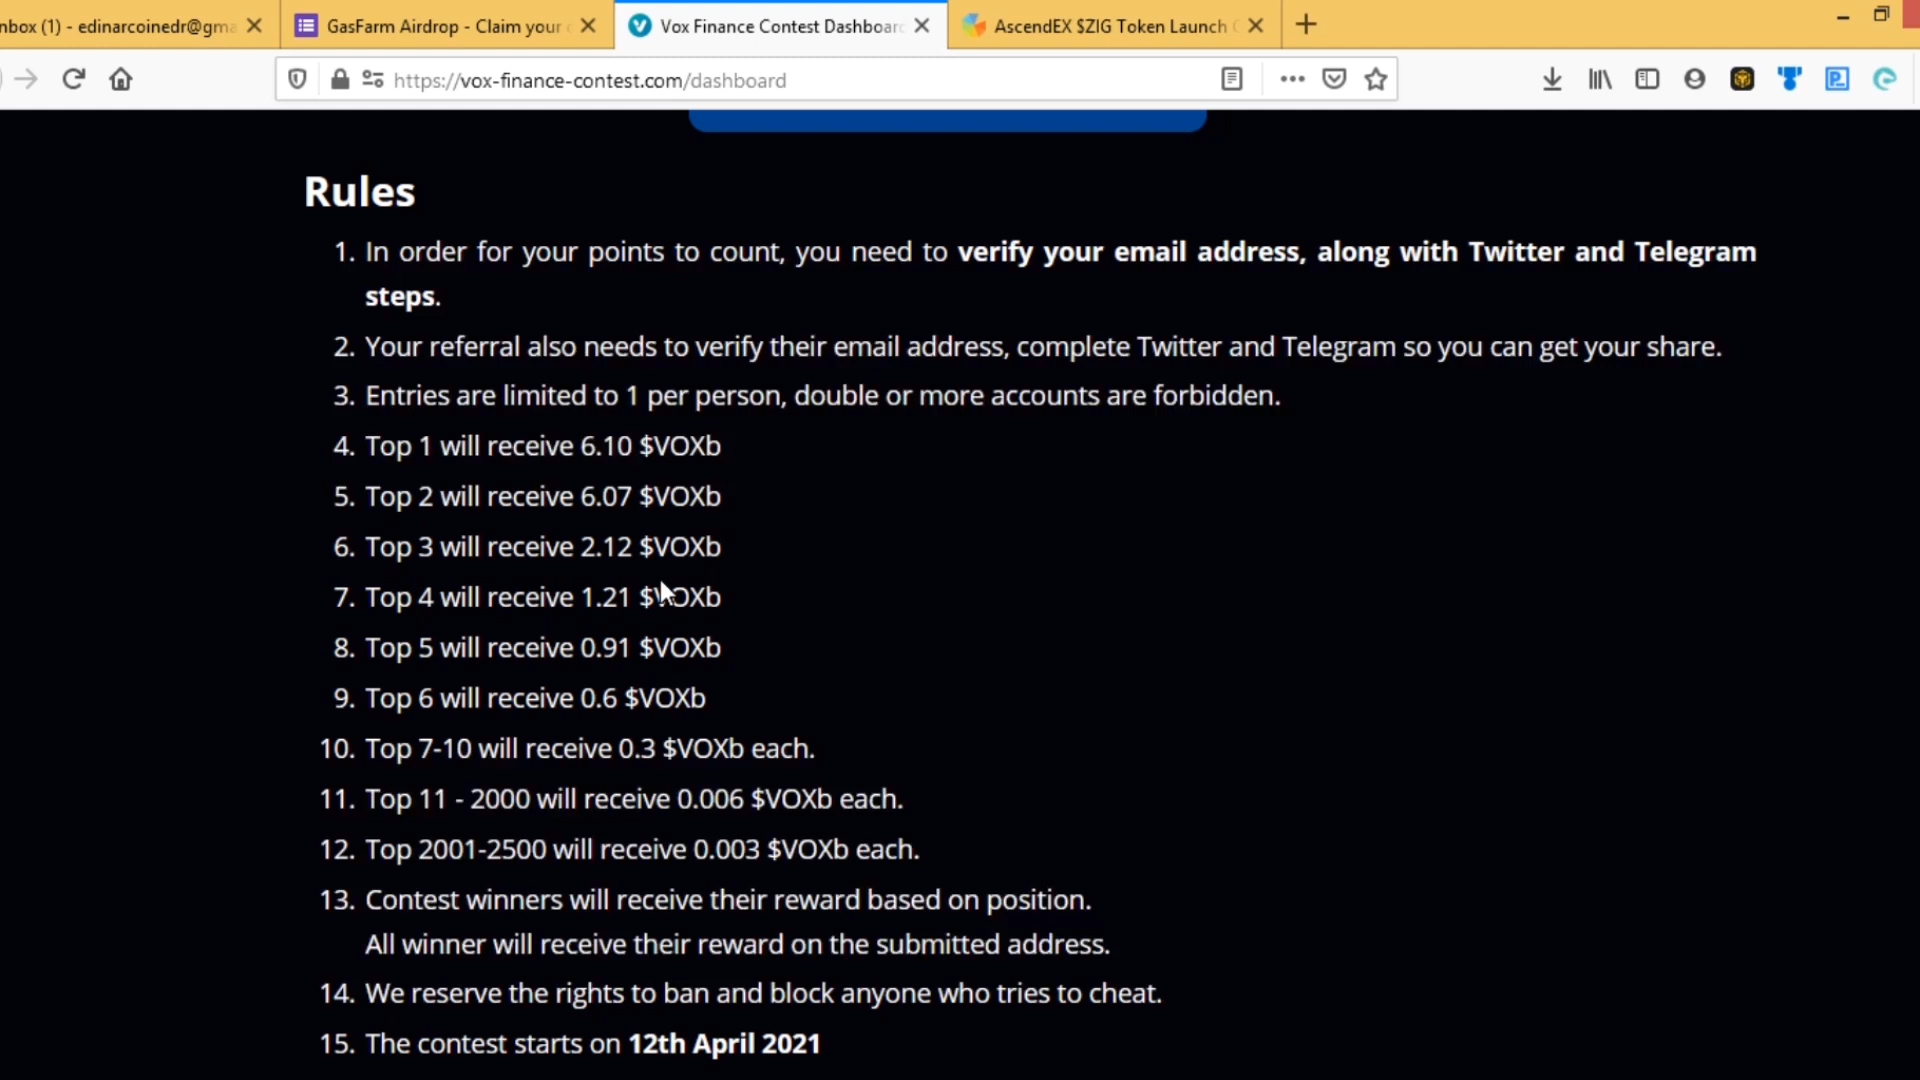 nbox (1) - edinarcoinedr@gma
GasFarm Airdrop - Claim your
Vox Finance Contest Dashboar
AscendEX $ZIG Token Launch
https://vox-finance-contest.com/dashboard
Rules
1. In order for your points to count, you need to verify your email address, along with Twitter and Telegram
steps.
2. Your referral also needs to verify their email address, complete Twitter and Telegram so you can get your share.
3. Entries are limited to 1 per person, double or more accounts are forbidden.
4. Top 1 will receive 6.10 $VOXb
5. Top 2 will receive 6.07 $VOXb
6. Top 3 will receive 2.12 $VOXb
7. Top 4 will receive 1.21 $VOXb
8. Top 5 will receive 0.91 $VOXb
9. Top 6 will receive 0.6 $VOXb
10. Top 7-10 will receive 0.3 $VOXb each.
11. Top 11 - 2000 will receive 0.006 $VOXb each.
12. Top 2001-2500 will receive 0.003 $VOXb each.
13. Contest winners will receive their reward based on position.
All winner will receive their reward on the submitted address.
14. We reserve the rights to ban and block anyone who tries to cheat.
15. The contest starts on 12th April 2021